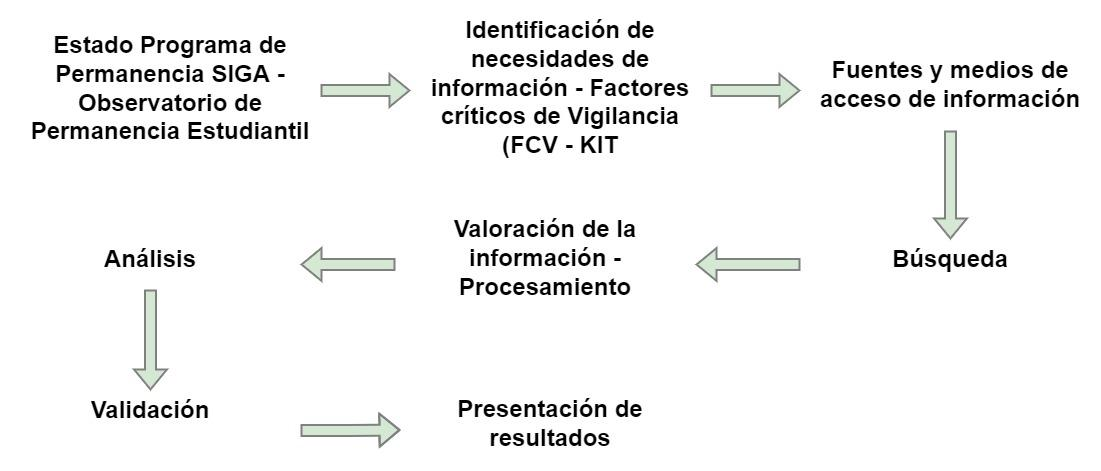 Estado Programa de
Permanencia SIGA -
Observatorio de
Permanencia Estudiantil
Identificación de
necesidades de
información - Factores
críticos de Vigilancia
(FCV - KIT
Fuentes y medios de
acceso de información
Búsqueda
Valoración de la
información -
Procesamiento
Análisis
Validación
Presentación de
resultados